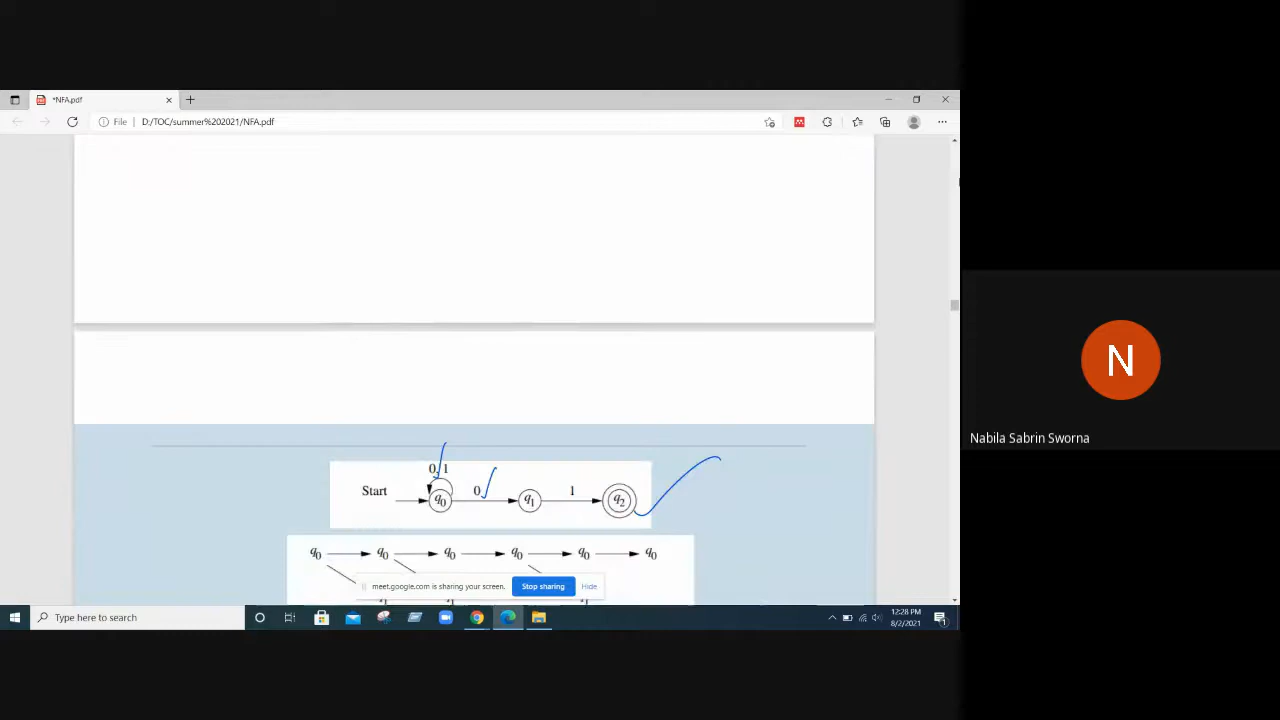 *NFA.pdf
File D:/TOC/summer%202021/NFA.pdf
0, 1
Start q0 0 q1 1 q2
q0 q0 q0 q0 q0 q0
meet.google.com is sharing your screen. Stop sharing Hide
Type here to search
12:28 PM
8/2/2021
N
Nabila Sabrin Sworna